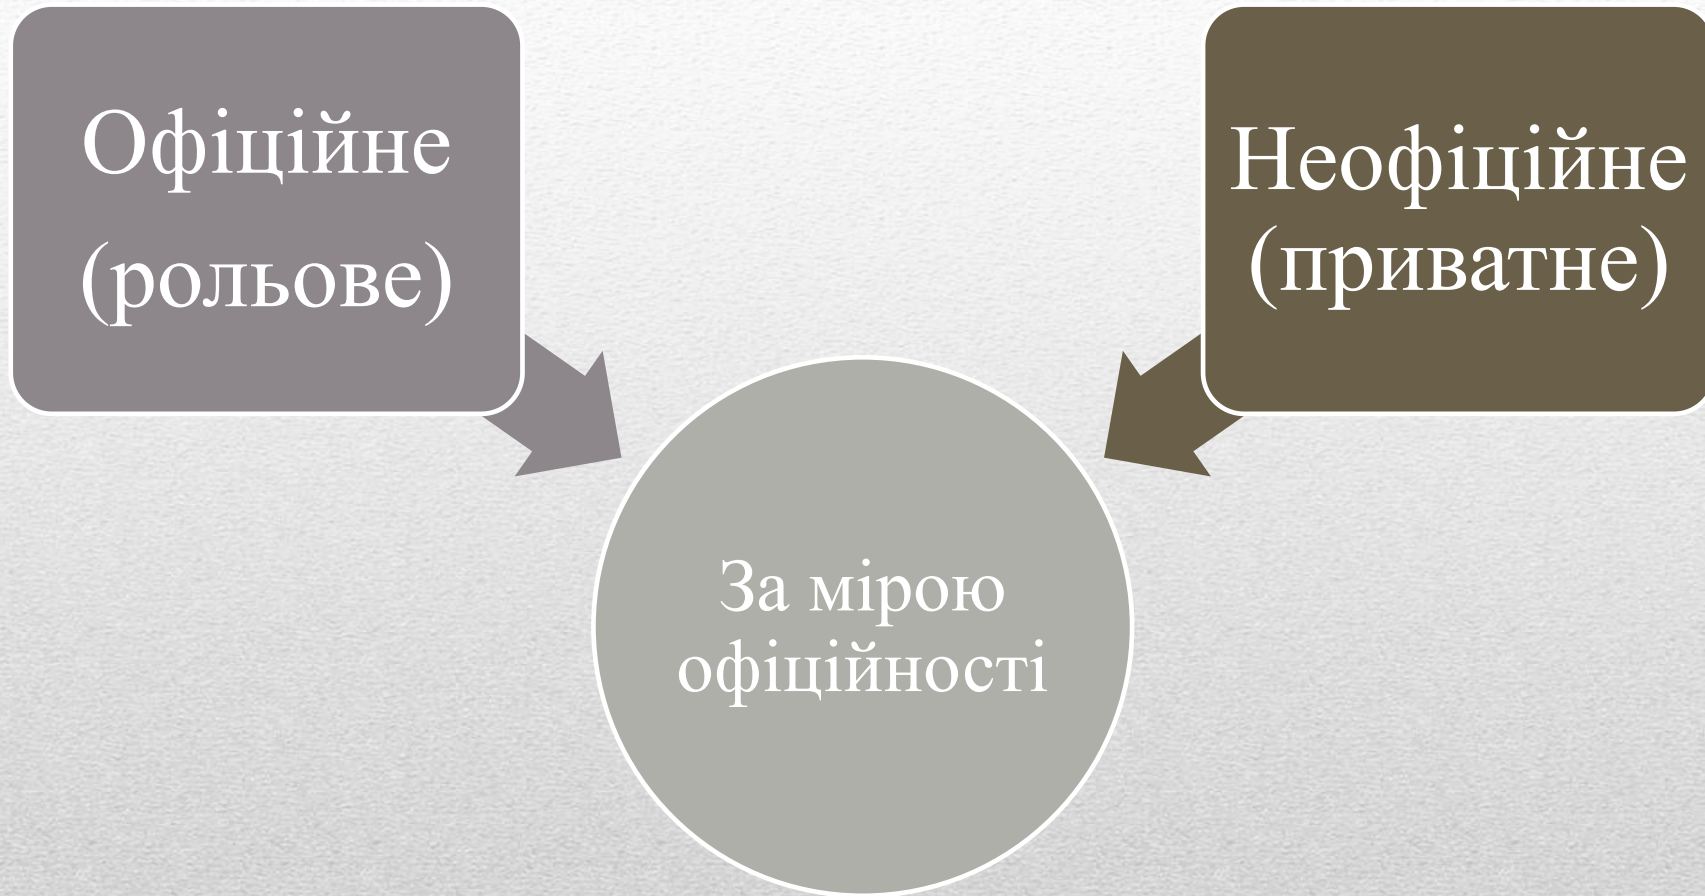 Офіційне
(рольове)
Неофіційне
(приватне)
За мірою
офіційності